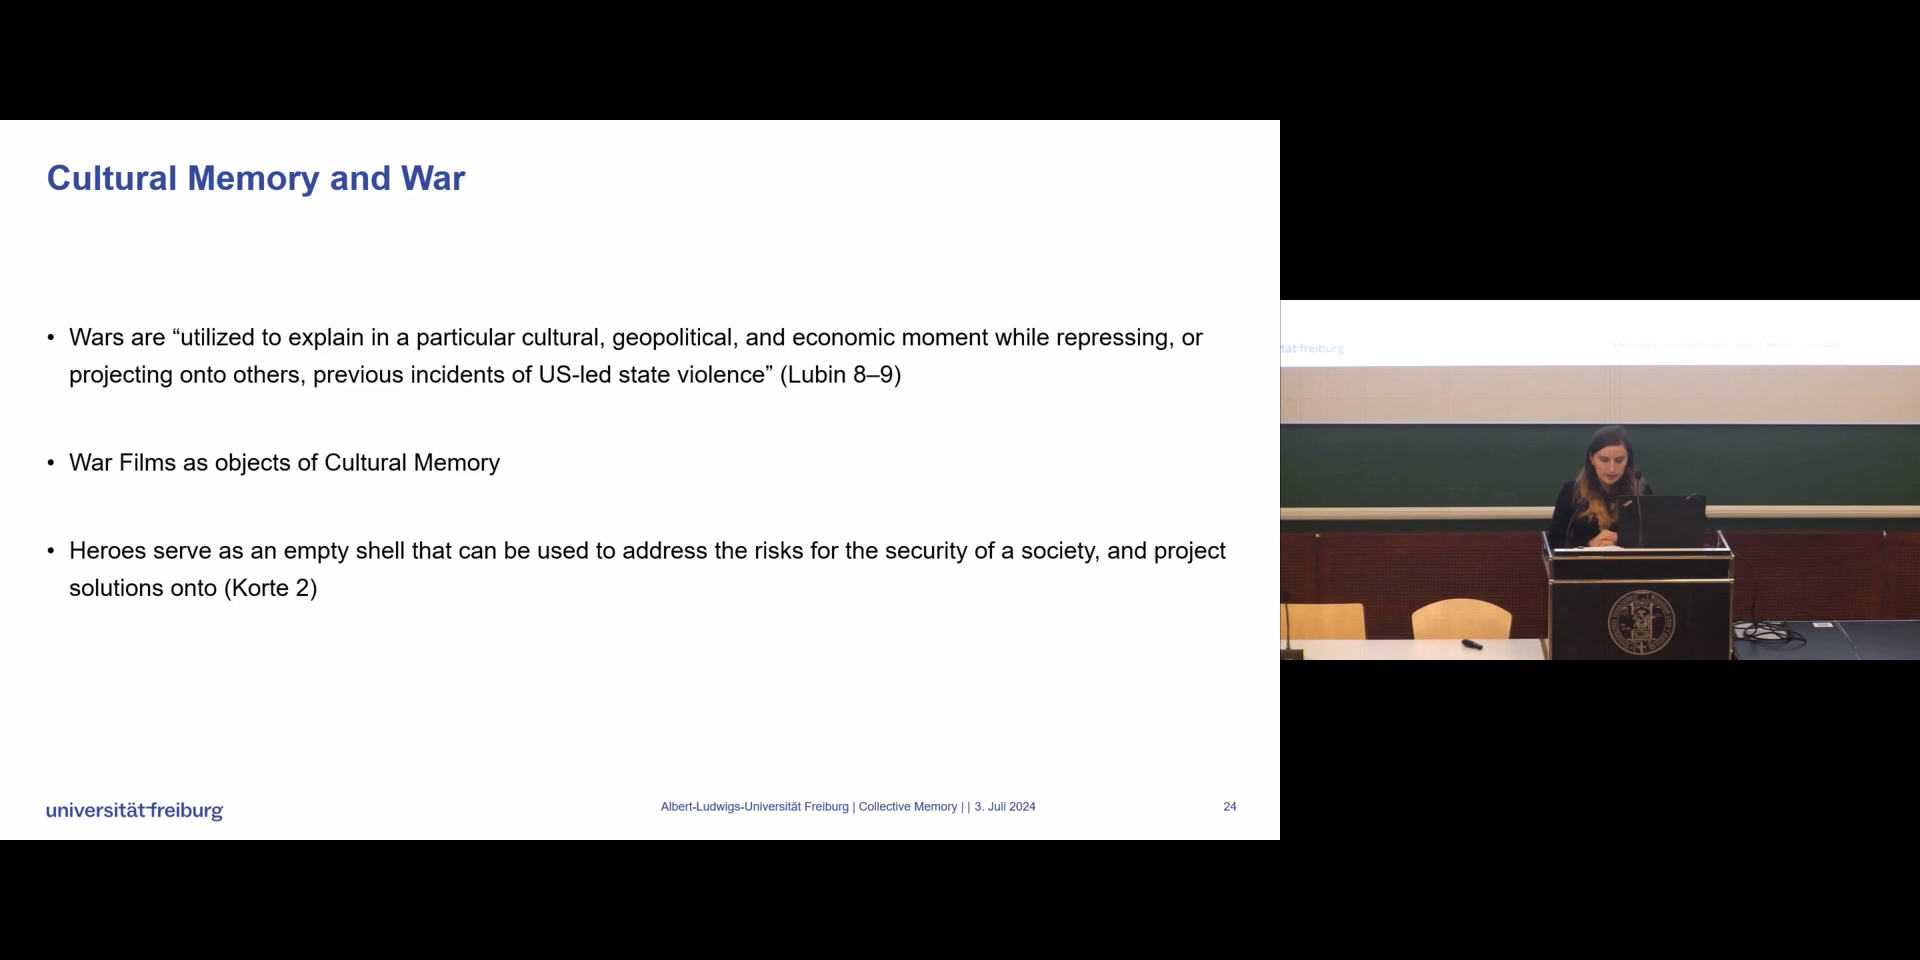 Cultural Memory and War
• Wars are “utilized to explain in a particular cultural, geopolitical, and economic moment while repressing, or
projecting onto others, previous incidents of US-led state violence” (Lubin 8–9)
• War Films as objects of Cultural Memory
• Heroes serve as an empty shell that can be used to address the risks for the security of a society, and project
solutions onto (Korte 2)
universität freiburg
Albert-Ludwigs-Universität Freiburg | Collective Memory | | 3. Juli 2024
24
tät freiburg